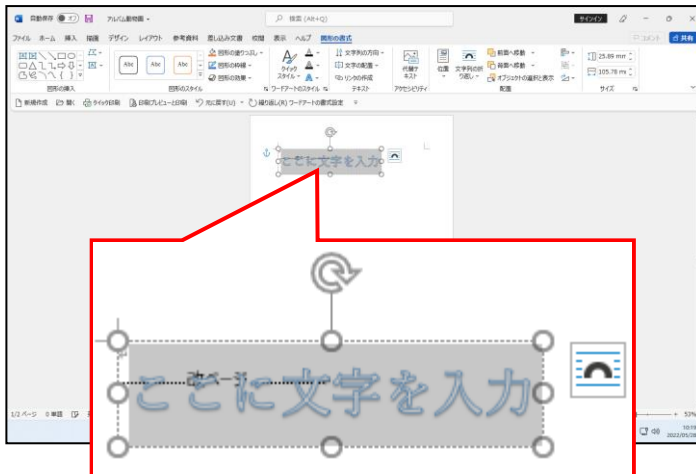 自動保存 オフ アルバム動物園 検索 (Alt+Q) サインイン
ファイル ホーム 挿入 描画 デザイン レイアウト 参考資料 差し込み文書 校閲 表示 ヘルプ 図形の書式 コメント 共有
Abc Abc Abc
図形の塗りつぶし
図形の枠線
図形の効果
クイック
スタイル
文字列の方向
文字の配置
リンクの作成
代替テ
キスト
位置
文字列の折
り返し
前面へ移動
背面へ移動
オブジェクトの選択と表示
25.89 mm
105.78 mm
図形の挿入 図形のスタイル ワードアートのスタイル テキスト アクセシビリティ 配置 サイズ
新規作成 開く クイック印刷 印刷プレビューと印刷 元に戻す(U) 繰り返し(R) ワードアートの書式設定
ここに文字を入力
改ページ
ここに文字を入力
1/2 ページ 0 単語
53%
2022/05/28